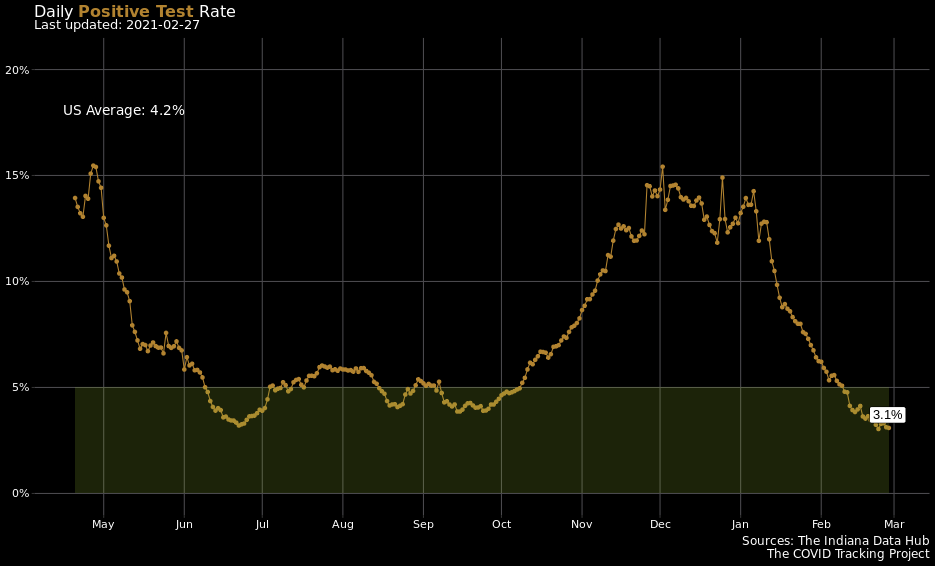 Daily Positive Test Rate
Last updated: 2021-02-27
20%
US Average: 4.2%
15%
10%
5%
3.1%
0%
May Jun Jul Aug Sep Oct Nov Dec Jan Feb Mar
Sources: The Indiana Data Hub
The COVID Tracking Project